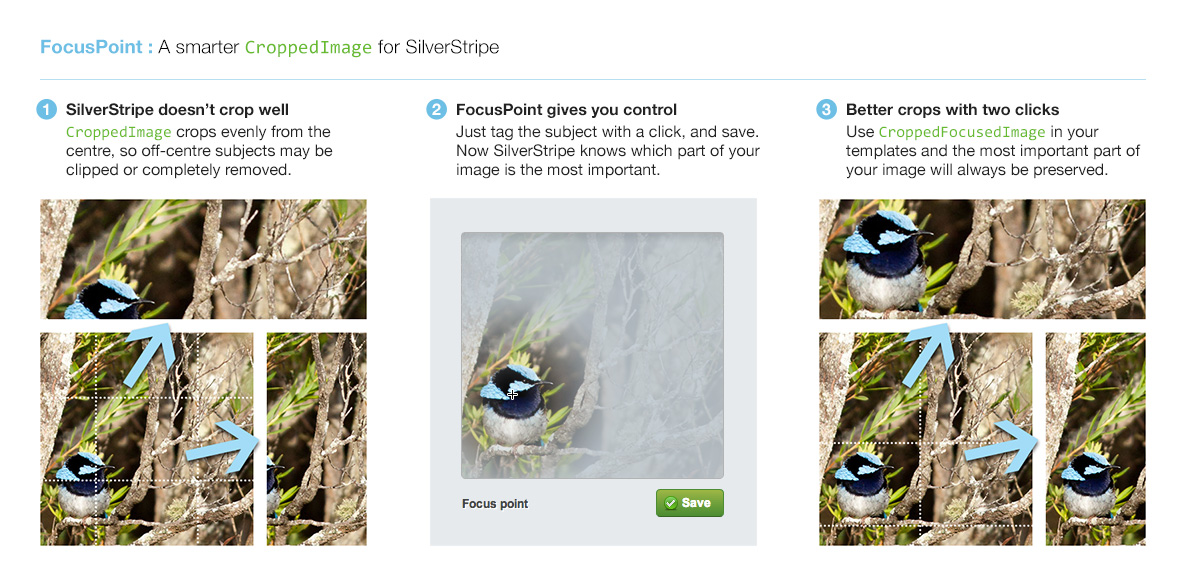 FocusPoint : A smarter CroppedImage for SilverStripe
1 SilverStripe doesn't crop well
CroppedImage crops evenly from the
centre, so off-centre subjects may be
clipped or completely removed.
2 FocusPoint gives you control
Just tag the subject with a click, and save.
Now SilverStripe knows which part of your
image is the most important.
Focus point
Save
3 Better crops with two clicks
Use CroppedFocusedImage in your
templates and the most important part of
your image will always be preserved.